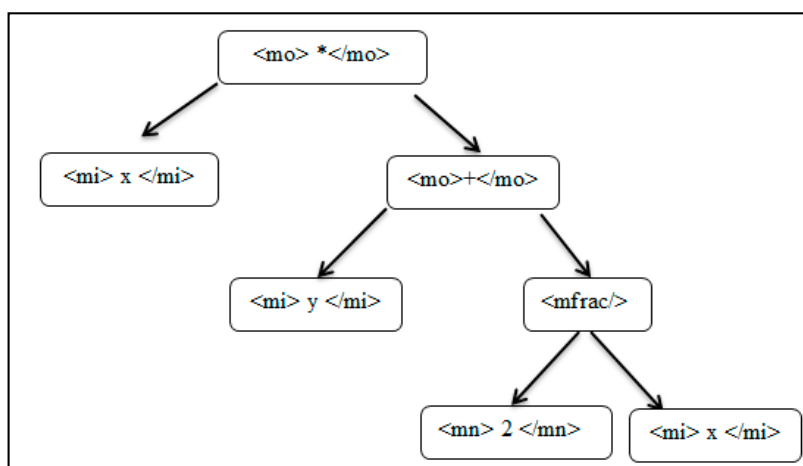 <mo> *</mo>
<mi> x </mi>
<mo>+</mo>
<mi> y </mi>
<mfrac/>
<mn> 2 </mn>
<mi> x </mi>